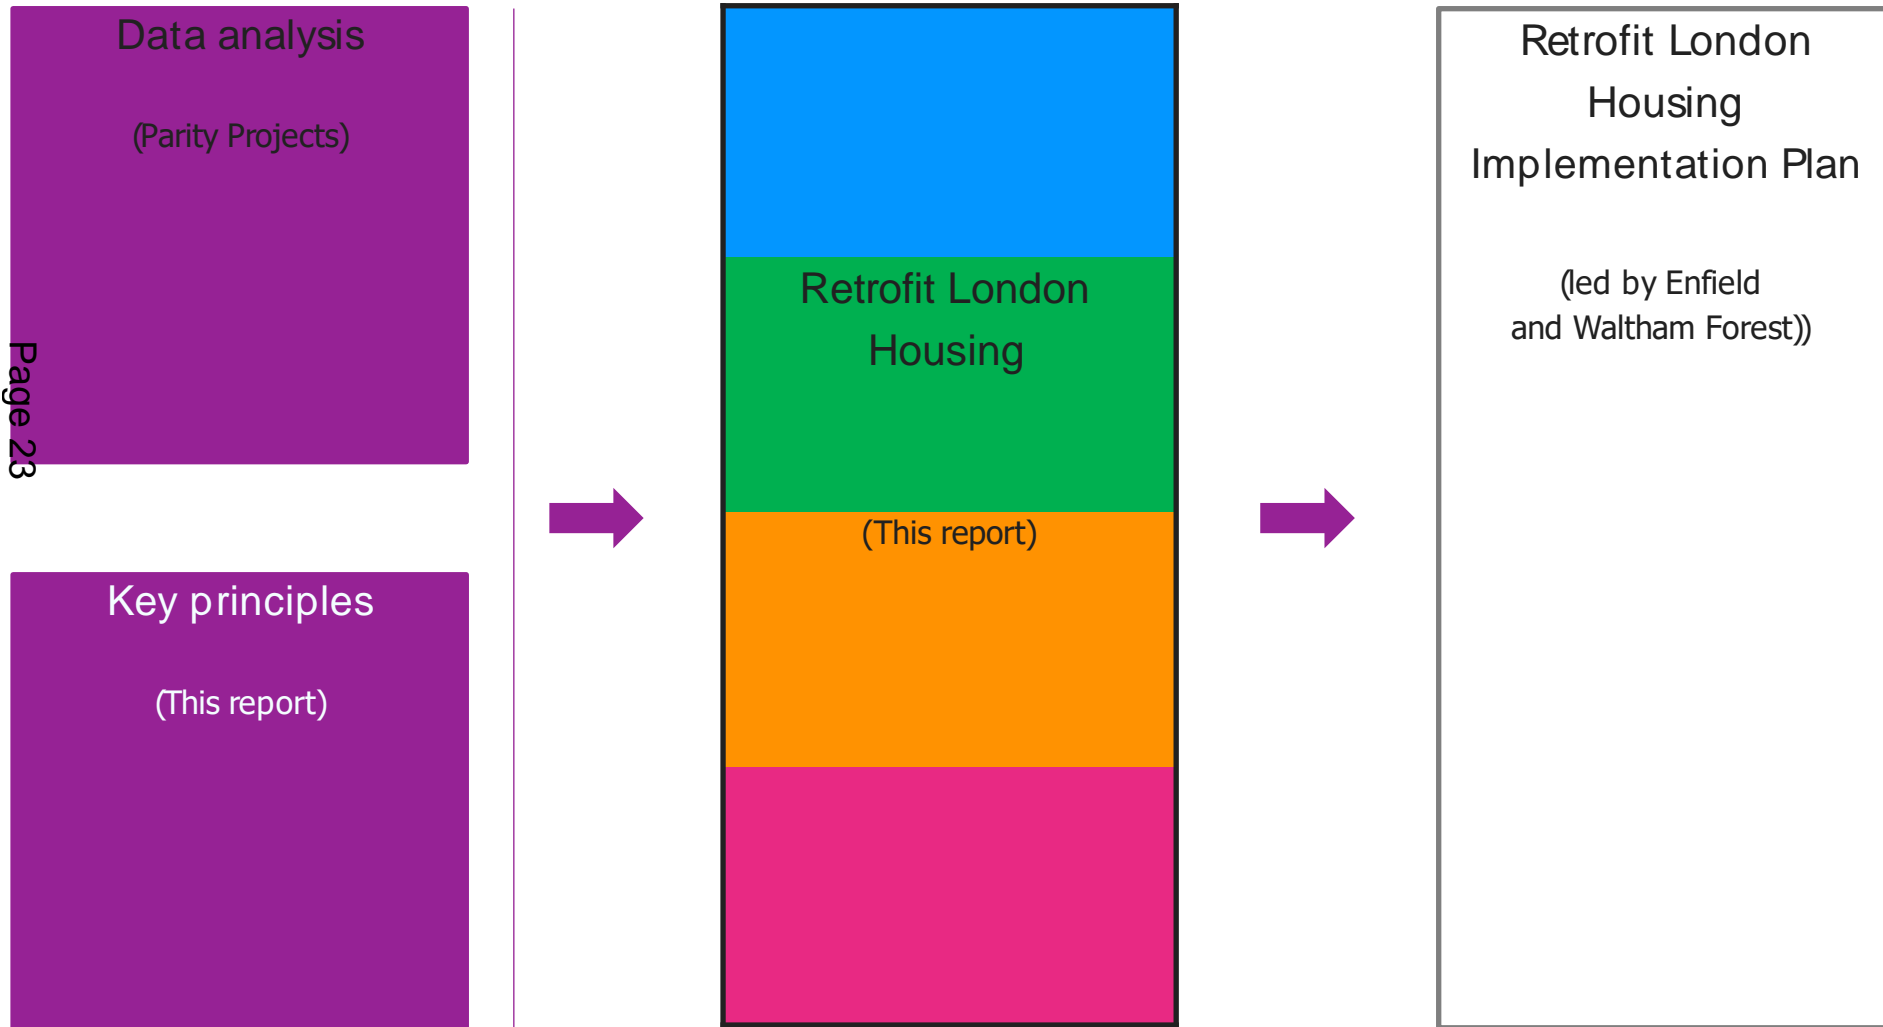 Data analysis
(Parity Projects)
Page 23
Key principles
(This report)
Retrofit London
Housing
(This report)
Retrofit London
Housing
Implementation Plan
(led by Enfield
and Waltham Forest))